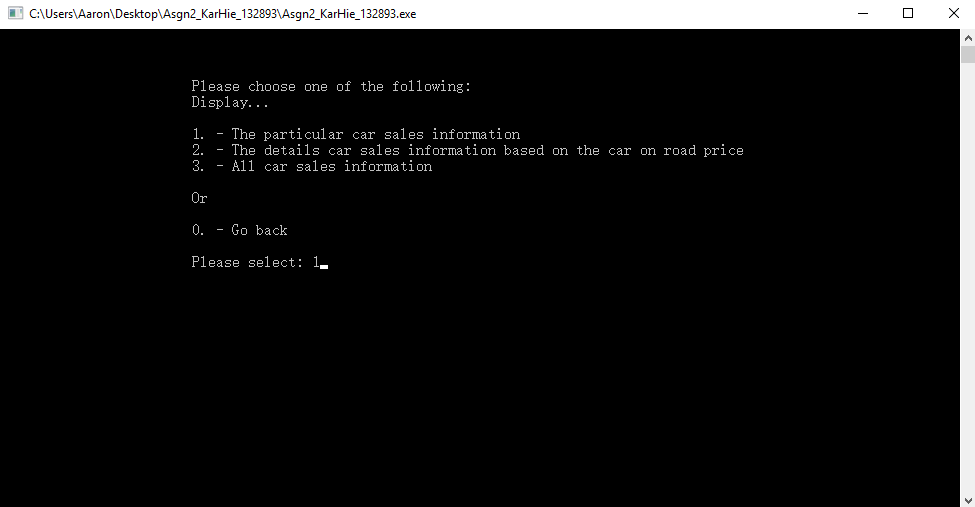 C:\Users\Aaron\Desktop\Asgn2_KarHie_132893\Asgn2_KarHie_132893.exe
Please choose one of the following:
Display...
1. - The particular car sales information
2. - The details car sales information based on the car on road price
3. - All car sales information
Or
0. - Go back
Please select: 1